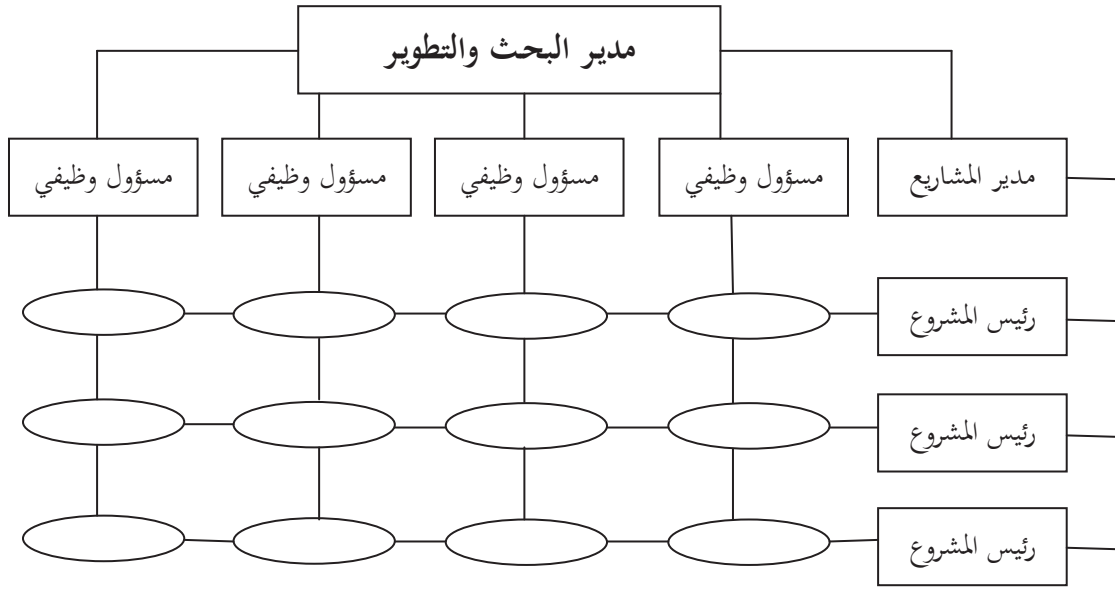 مدير البحث والتطوير
مدير المشاريع
مسؤول وظيفي
مسؤول وظيفي
مسؤول وظيفي
مسؤول وظيفي
رئيس المشروع
رئيس المشروع
رئيس المشروع